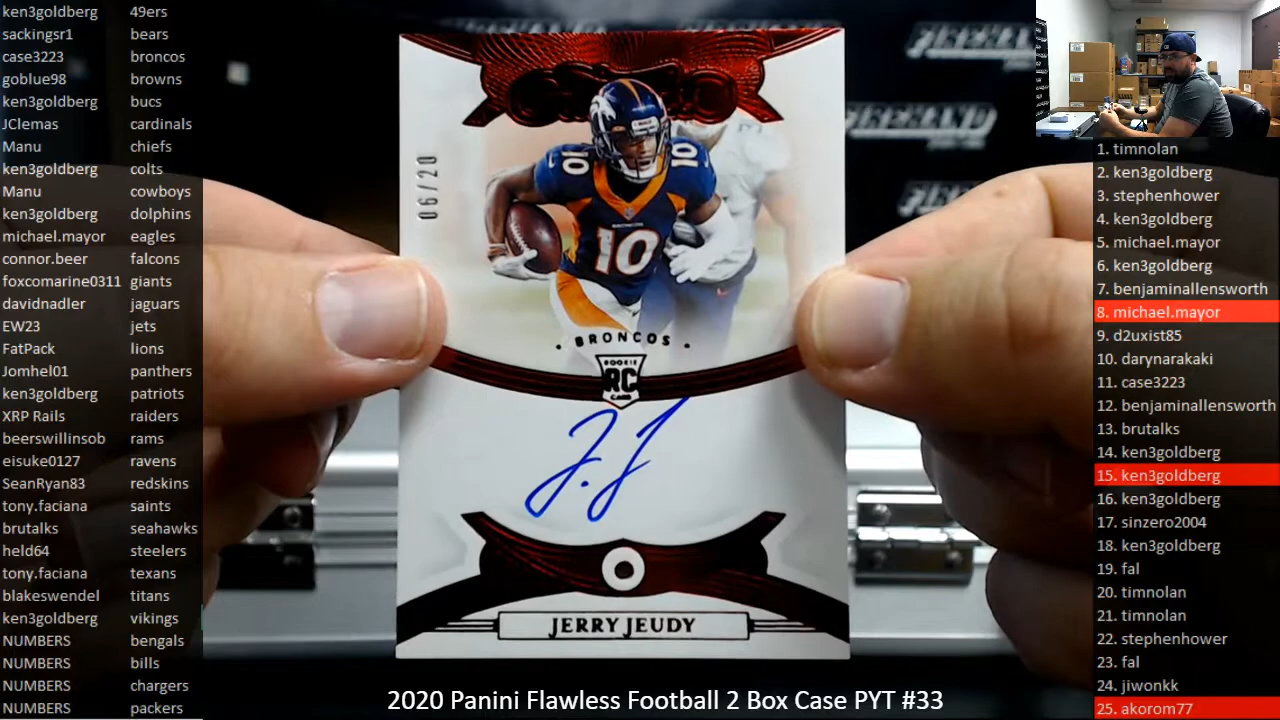 ken3goldberg 49ers
sackingsr1 bears
case3223 broncos
goblue98 browns
ken3goldberg bucs
JClemas cardinals
Manu chiefs
ken3goldberg colts
Manu cowboys
ken3goldberg dolphins
michael.mayor eagles
connor.beer falcons
foxcomarine0311 giants
davidnadler jaguars
EW23 jets
FatPack lions
Jomhel01 panthers
ken3goldberg patriots
XRP Rails raiders
beerswillinsob rams
eisuke0127 ravens
SeanRyan83 redskins
tony.faciana saints
brutalks seahawks
held64 steelers
tony.faciana texans
blakeswendel titans
ken3goldberg vikings
NUMBERS bengals
NUMBERS bills
NUMBERS chargers
NUMBERS packers
06/20
10
10
10
. BRONCOS .
ROOKIE
RC
CARD
J.J
JERRY JEUDY
2020 Panini Flawless Football 2 Box Case PYT #33
1. timnolan
2. ken3goldberg
3. stephenhower
4. ken3goldberg
5. michael.mayor
6. ken3goldberg
7. benjaminallensworth
8. michael.mayor
9. d2uxist85
10. darynarakaki
11. case3223
12. benjaminallensworth
13. brutalks
14. ken3goldberg
15. ken3goldberg
16. ken3goldberg
17. sinzero2004
18. ken3goldberg
19. fal
20. timnolan
21. timnolan
22. stephenhower
23. fal
24. jiwonkk
25. akorom77